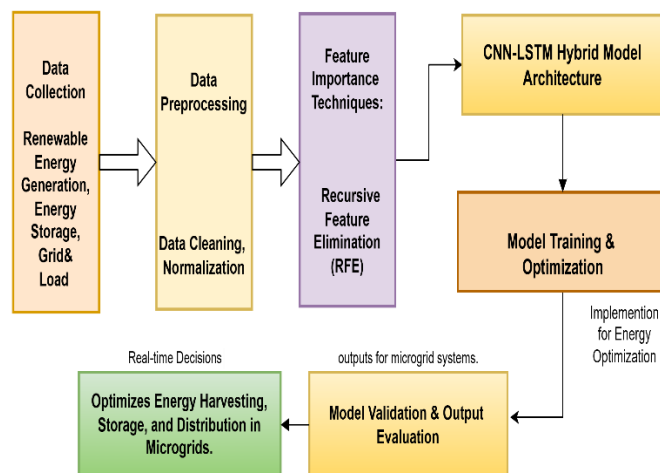 Data
Collection
Renewable
Energy
Generation,
Energy
Storage,
Grid&
Load
Data
Preprocessing
Data Cleaning,
Normalization
Feature
Importance
Techniques:
Recursive
Feature
Elimination
(RFE)
CNN-LSTM Hybrid Model
Architecture
Model Training &
Optimization
Implemention
for Energy
Optimization
outputs for microgrid systems.
Model Validation & Output
Evaluation
Real-time Decisions
Optimizes Energy Harvesting,
Storage, and Distribution in
Microgrids.